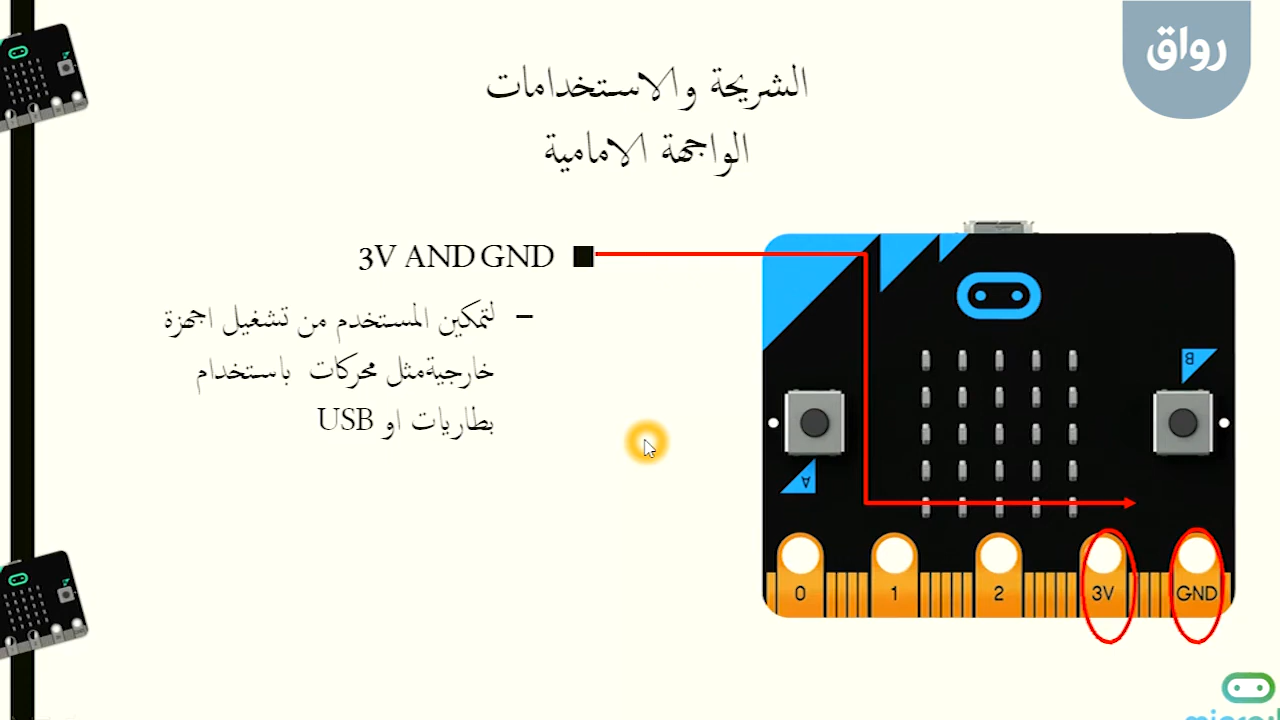 رواق
الشريحة والاستخدامات
الواجهة الامامية
3V AND GND
– لتمكين المستخدم من تشغيل اجهزة
خارجيةمثل محركات باستخدام
بطاريات او USB
B
A
0 1 2 3V GND